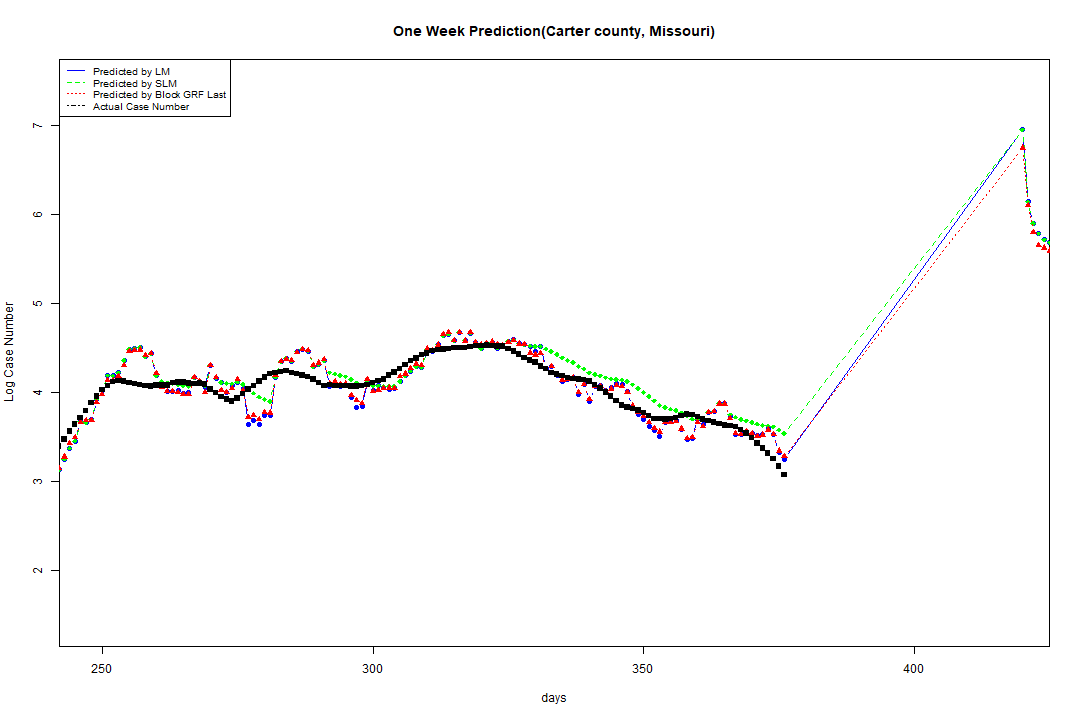 One Week Prediction(Carter county, Missouri)
Predicted by LM
Predicted by SLM
Predicted by Block GRF Last
Actual Case Number
Log Case Number
7
6
5
4
3
2
250 300 350 400
days